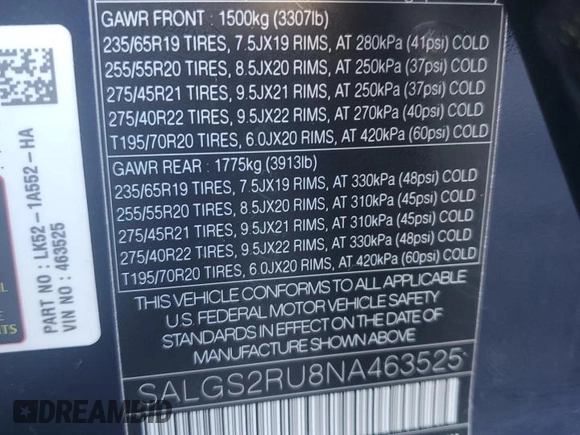 GAWR FRONT : 1500kg (3307lb)
235/65R19 TIRES, 7.5JX19 RIMS, AT 280kPa (41psi) COLD
255/55R20 TIRES, 8.5JX20 RIMS, AT 250kPa (37psi) COLD
275/45R21 TIRES, 9.5JX21 RIMS, AT 250kPa (37psi) COLD
275/40R22 TIRES, 9.5JX22 RIMS, AT 270kPa (40psi) COLD
T195/70R20 TIRES, 6.0JX20 RIMS, AT 420kPa (60psi) COLD
GAWR REAR : 1775kg (3913lb)
235/65R19 TIRES, 7.5JX19 RIMS, AT 330kPa (48psi) COLD
255/55R20 TIRES, 8.5JX20 RIMS, AT 310kPa (45psi) COLD
275/45R21 TIRES, 9.5JX21 RIMS, AT 310kPa (45psi) COLD
275/40R22 TIRES, 9.5JX22 RIMS, AT 330kPa (48psi) COLD
T195/70R20 TIRES, 6.0JX20 RIMS, AT 420kPa (60psi) COLD
THIS VEHICLE CONFORMS TO ALL APPLICABLE
U.S. FEDERAL MOTOR VEHICLE SAFETY
STANDARDS IN EFFECT ON THE DATE OF
MANUFACTURE SHOWN ABOVE
SALGS2RU8NA463525
PART NO : LK52-1A552-HA
VIN NO : 463525
DREAMBID